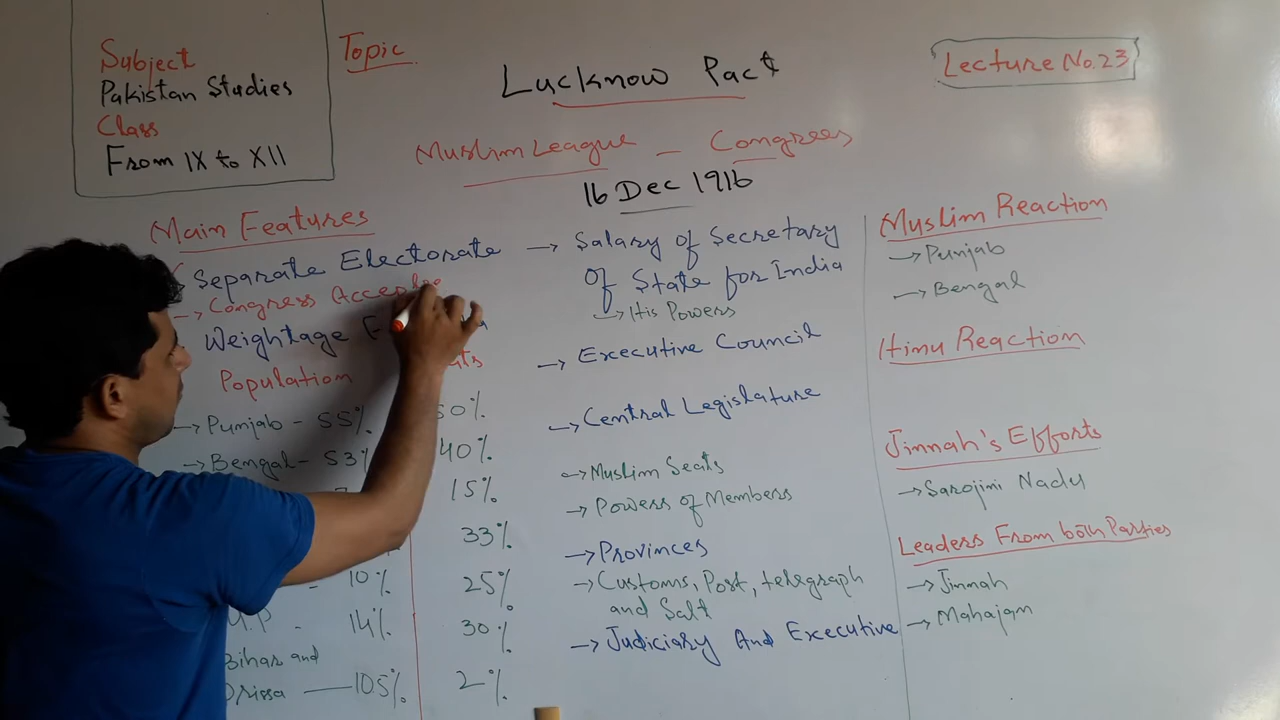 Subject
Pakistan Studies
Class
From IX to XII
Topic
Lucknow Pact
Lecture No.23
Muslim League - Congrees
16 Dec 1916
Main Features
Separate Electorate
→ Congress
Weightage
Population
→ Punjab - 55%
→ Bengal - 53%
- 10%
U.P - 14%
Bihar and
Orissa — 105%
50%
40%
15%
33%
25%
30%
2%
→ Salary of Secretary
of State for India
→ His Powers
→ Executive Council
→ Central Legislature
→ Muslim Seats
→ Powers of Members
→ Provinces
→ Customs, Post, telegraph
and Salt
→ Judiciary And Executive
Muslim Reaction
→ Punjab
→ Bengal
Hinu Reaction
Jinnah's Efforts
→ Sarojini Nadu
Leaders From both Parties
→ Jinnah
→ Mahajan